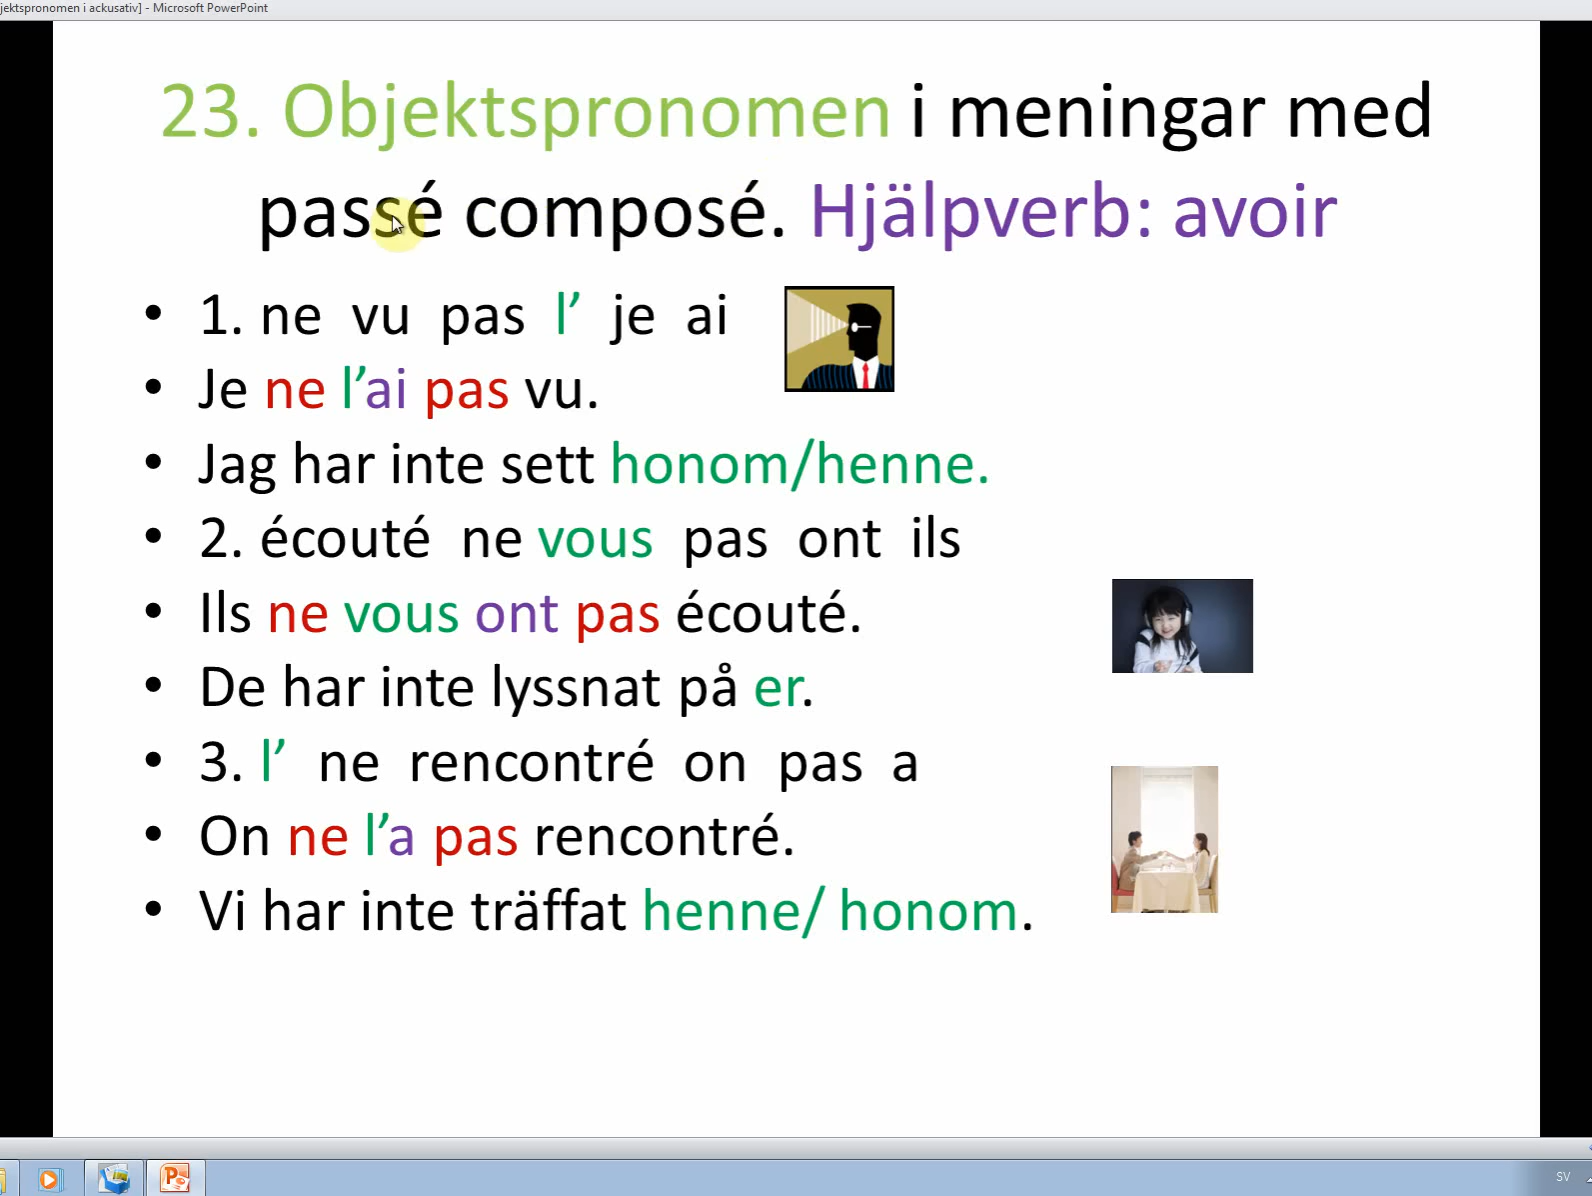 jektspronomen i ackusativ] - Microsoft PowerPoint
23. Objektspronomen i meningar med
passé composé. Hjälpverb: avoir
• 1. ne vu pas l’ je ai
• Je ne l’ai pas vu.
• Jag har inte sett honom/henne.
• 2. écouté ne vous pas ont ils
• Ils ne vous ont pas écouté.
• De har inte lyssnat på er.
• 3. l’ ne rencontré on pas a
• On ne l’a pas rencontré.
• Vi har inte träffat henne/ honom.
SV